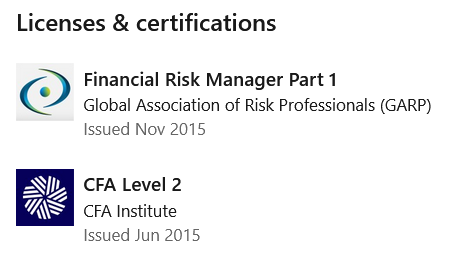 Licenses & certifications
Financial Risk Manager Part 1
Global Association of Risk Professionals (GARP)
Issued Nov 2015
CFA Level 2
CFA Institute
Issued Jun 2015